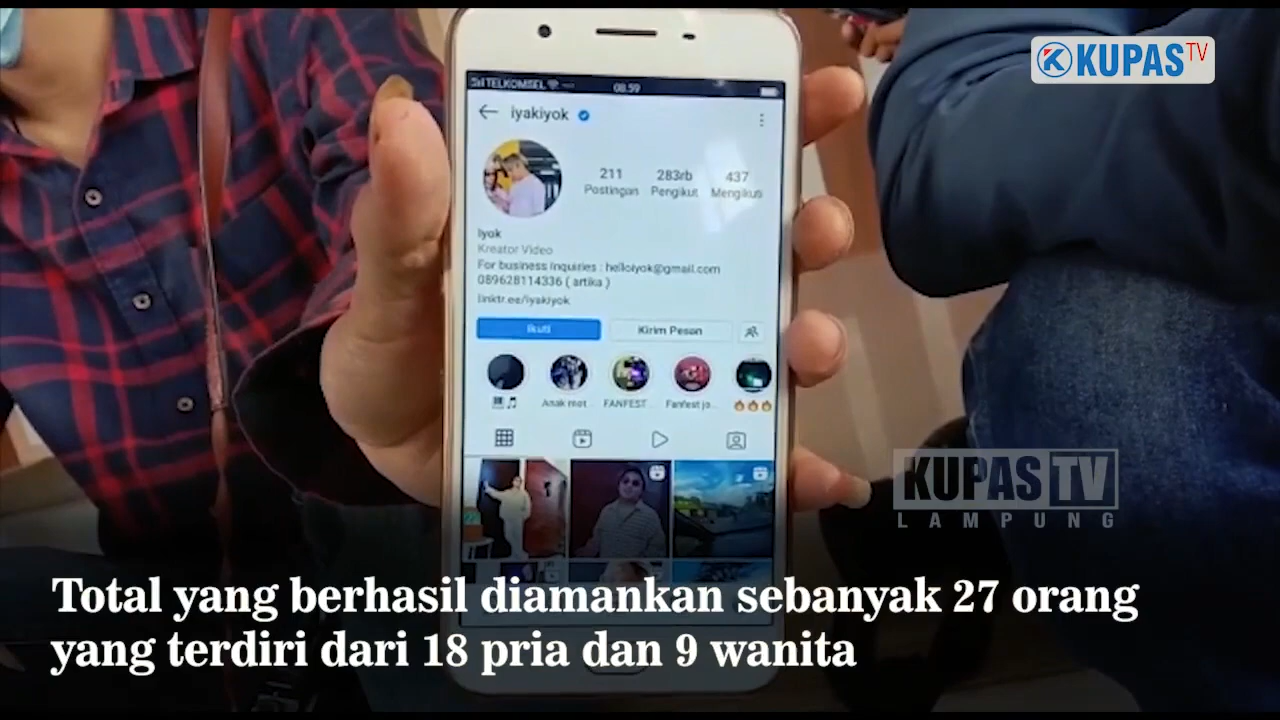 KUPAS TV
TELKOMSEL
08.59
iyakiyok
211 283rb 437
Postingan Pengikut Mengikuti
Iyok
Kreator Video
For business inquiries : helloiyok@gmail.com
089628114336 ( artika )
linktr.ee/iyakiyok
Ikuti Kirim Pesan
Anak mot... FANFEST... Fanfest jo...
KUPAS TV
LAMPUNG
Total yang berhasil diamankan sebanyak 27 orang
yang terdiri dari 18 pria dan 9 wanita